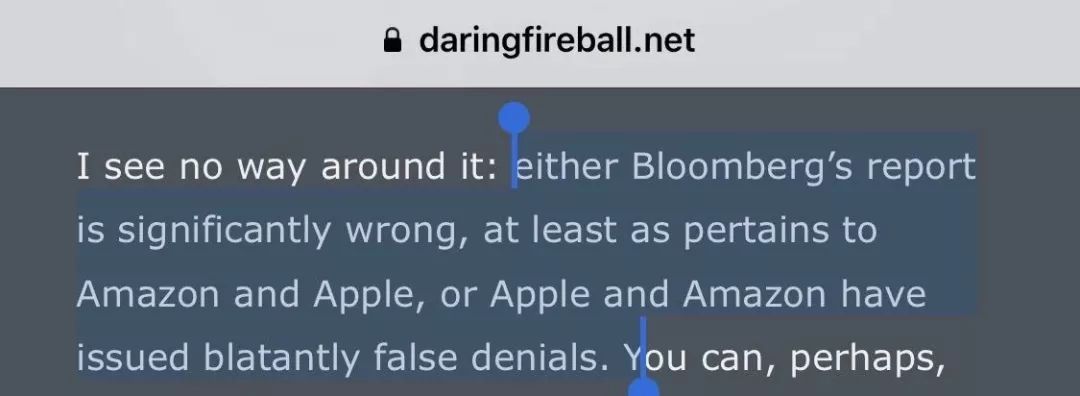 daringfireball.net
I see no way around it: either Bloomberg’s report
is significantly wrong, at least as pertains to
Amazon and Apple, or Apple and Amazon have
issued blatantly false denials. You can, perhaps,